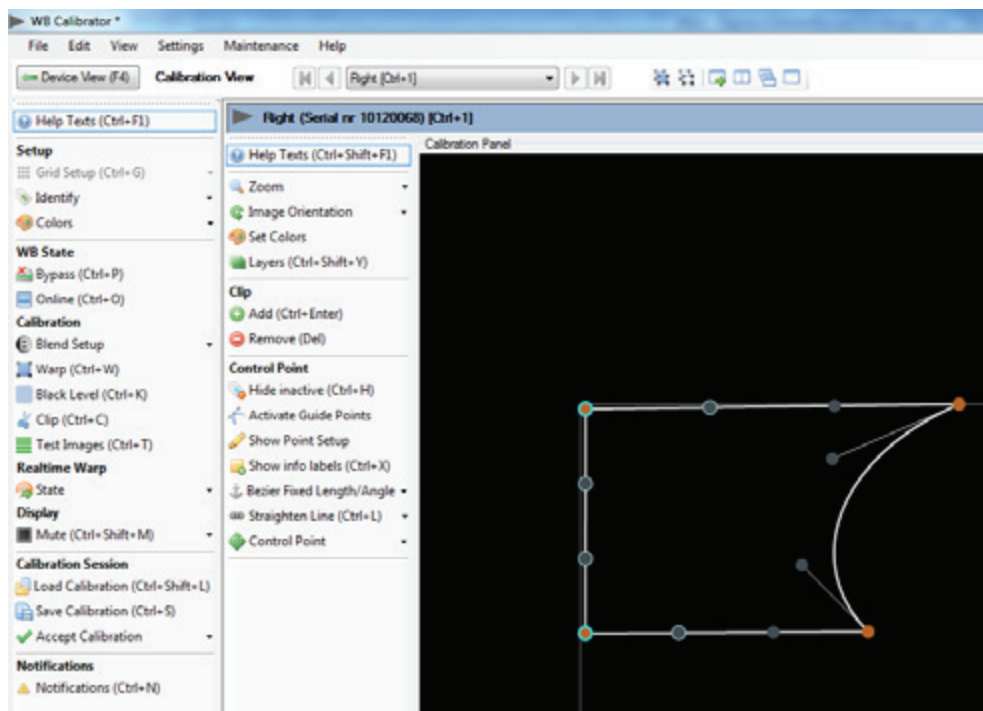 WB Calibrator *
File Edit View Settings Maintenance Help
Device View (F4) Calibration View Right [Ctrl+1]
Help Texts (Ctrl+F1)
Setup
Grid Setup (Ctrl+G)
Identify
Colors
WB State
Bypass (Ctrl+P)
Online (Ctrl+O)
Calibration
Blend Setup
Warp (Ctrl+W)
Black Level (Ctrl+K)
Clip (Ctrl+C)
Test Images (Ctrl+T)
Realtime Warp
State
Display
Mute (Ctrl+Shift+M)
Calibration Session
Load Calibration (Ctrl+Shift+L)
Save Calibration (Ctrl+S)
Accept Calibration
Notifications
Notifications (Ctrl+N)
Right (Serial nr 10120068) [Ctrl+1]
Help Texts (Ctrl+Shift+F1)
Zoom
Image Orientation
Set Colors
Layers (Ctrl+Shift+Y)
Clip
Add (Ctrl+Enter)
Remove (Del)
Control Point
Hide inactive (Ctrl+H)
Activate Guide Points
Show Point Setup
Show info labels (Ctrl+X)
Bezier Fixed Length/Angle
Straighten Line (Ctrl+L)
Control Point
Calibration Panel